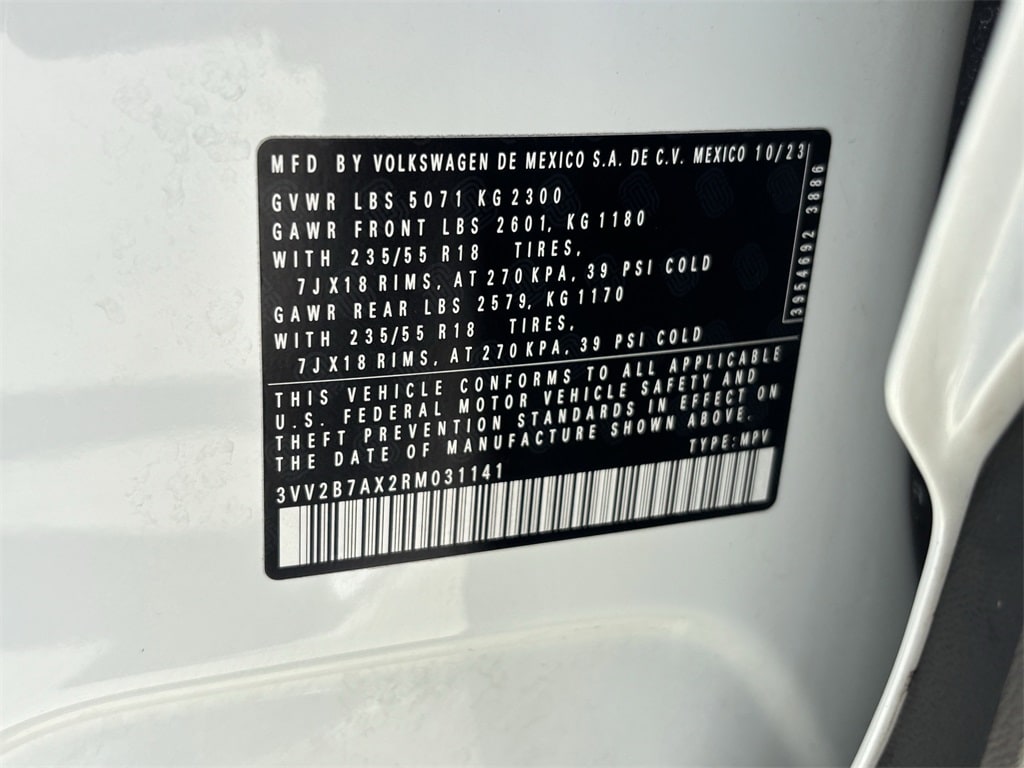 MFD BY VOLKSWAGEN DE MEXICO S.A. DE C.V. MEXICO 10/23
GVWR LBS 5071 KG 2300
GAWR FRONT LBS 2601, KG 1180
WITH 235/55 R18 TIRES,
7JX18 RIMS, AT 270 KPA, 39 PSI COLD
GAWR REAR LBS 2579, KG 1170
WITH 235/55 R18 TIRES,
7JX18 RIMS, AT 270 KPA, 39 PSI COLD
3954692 3886
THIS VEHICLE CONFORMS TO ALL APPLICABLE
U.S. FEDERAL MOTOR VEHICLE SAFETY AND
THEFT PREVENTION STANDARDS IN EFFECT ON
THE DATE OF MANUFACTURE SHOWN ABOVE.
TYPE: MPV
3VV2B7AX2RM031141